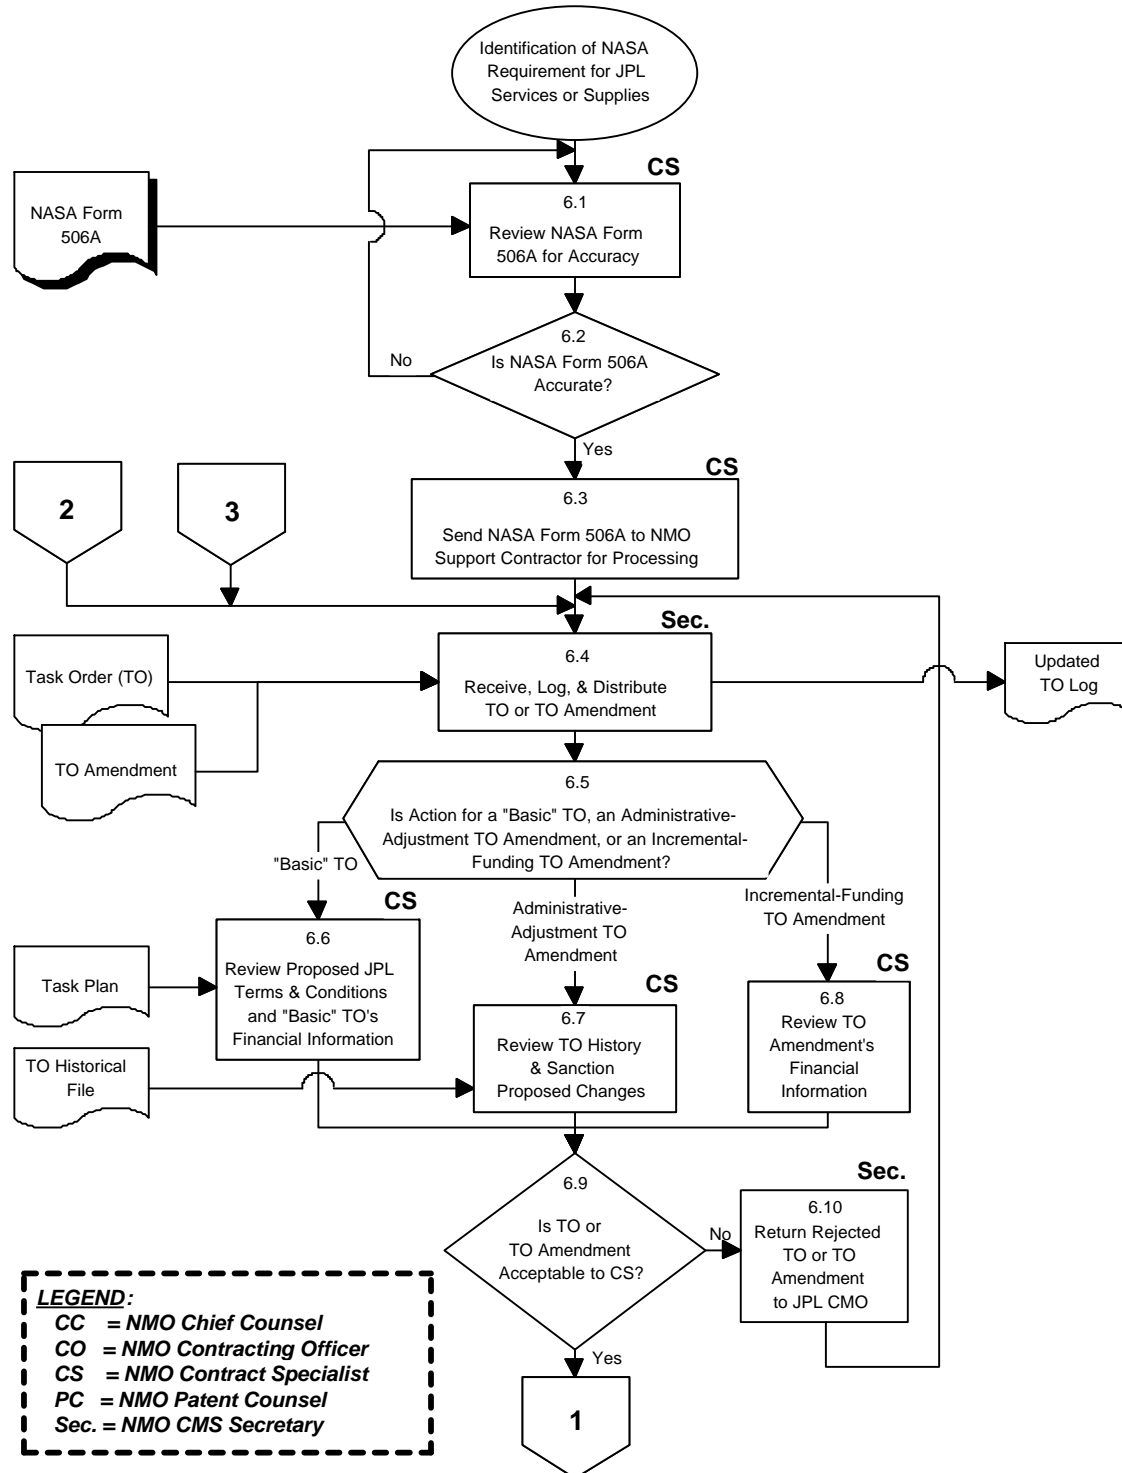 Identification of NASA
Requirement for JPL
Services or Supplies
CS
NASA Form
506A
6.1
Review NASA Form
506A for Accuracy
6.2
Is NASA Form 506A
Accurate?
No
Yes
CS
2
3
6.3
Send NASA Form 506A to NMO
Support Contractor for Processing
Sec.
Task Order (TO)
6.4
Receive, Log, & Distribute
TO or TO Amendment
Updated
TO Log
TO Amendment
6.5
Is Action for a "Basic" TO, an Administrative-
Adjustment TO Amendment, or an Incremental-
Funding TO Amendment?
"Basic" TO
Administrative-
Adjustment TO
Amendment
Incremental-Funding
TO Amendment
CS
Task Plan
6.6
Review Proposed JPL
Terms & Conditions
and "Basic" TO's
Financial Information
CS
TO Historical
File
6.7
Review TO History
& Sanction
Proposed Changes
CS
6.8
Review TO
Amendment's
Financial
Information
6.9
Is TO or
TO Amendment
Acceptable to CS?
No
Sec.
6.10
Return Rejected
TO or TO
Amendment
to JPL CMO
Yes
1
LEGEND:
CC = NMO Chief Counsel
CO = NMO Contracting Officer
CS = NMO Contract Specialist
PC = NMO Patent Counsel
Sec. = NMO CMS Secretary